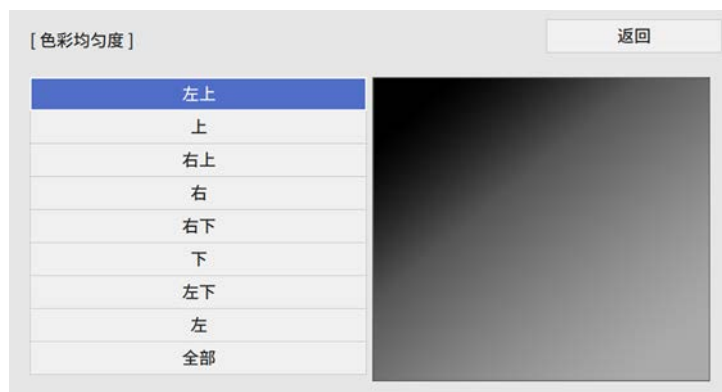 [ 色彩均匀度 ]
返回
左上
上
右上
右
右下
下
左下
左
全部